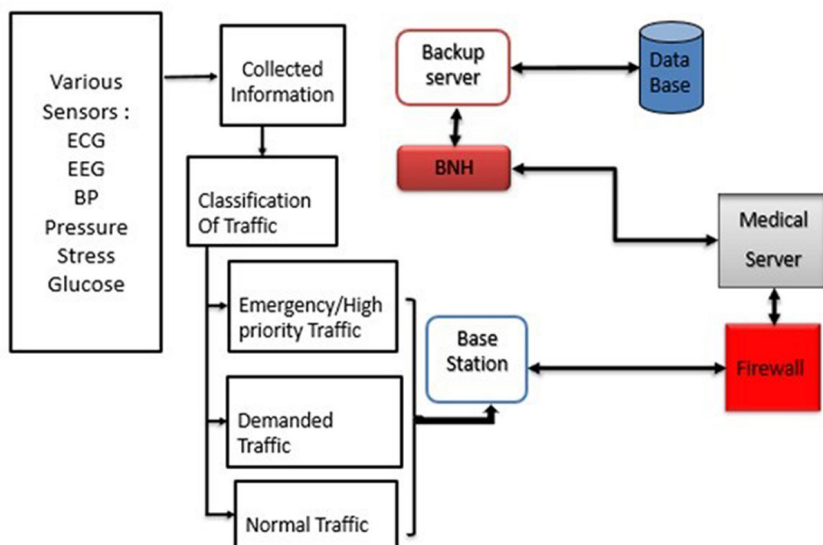 Various
Sensors :
ECG
EEG
BP
Pressure
Stress
Glucose
Collected
Information
Classification
Of Traffic
Emergency/High
priority Traffic
Demanded
Traffic
Normal Traffic
Base
Station
Backup
server
Data
Base
BNH
Medical
Server
Firewall